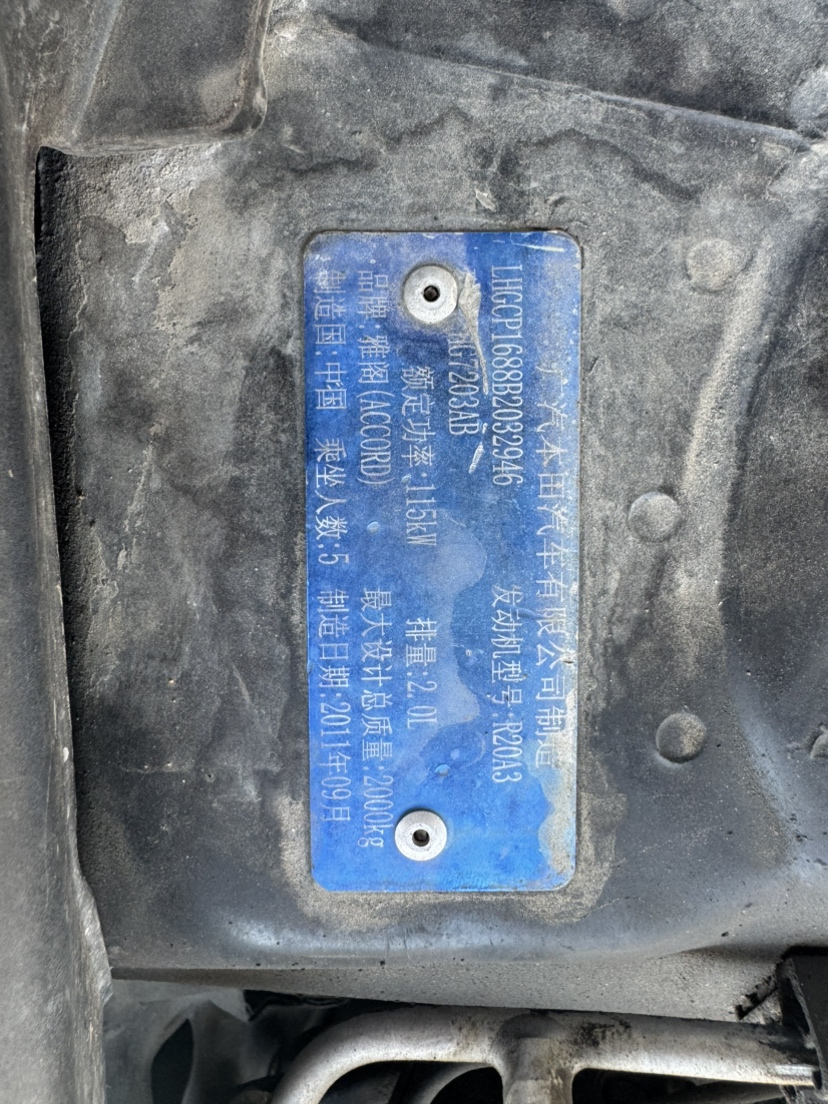 广汽本田汽车有限公司制造
LHGCP1688B2032946 发动机型号:R20A3
HG7203AB
额定功率:115kW 排量:2.0L
品牌:雅阁(ACCORD) 最大设计总质量:2000kg
制造国:中国 乘坐人数:5 制造日期:2011年09月